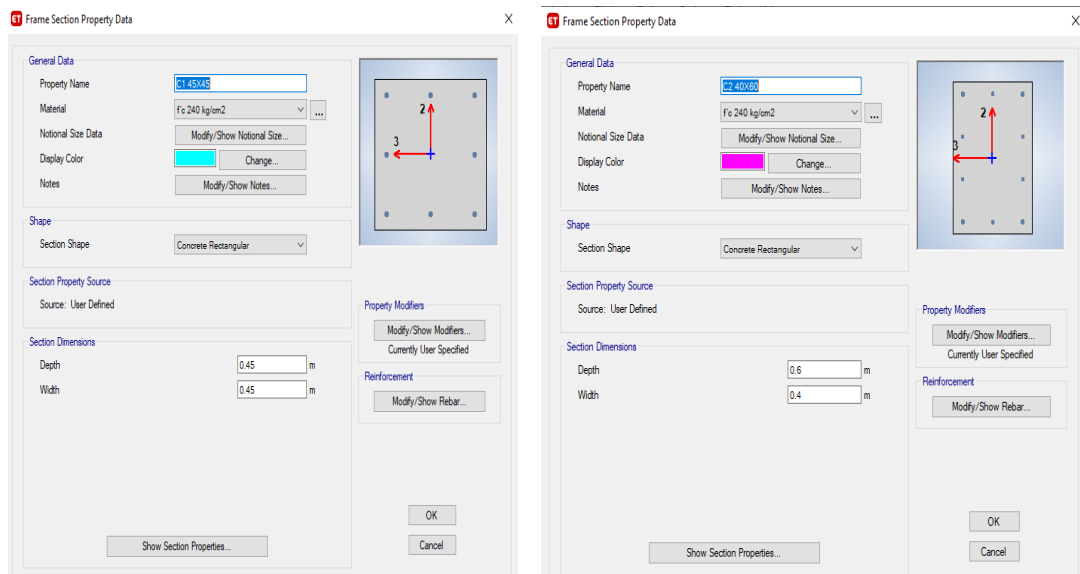 ET Frame Section Property Data X
General Data
Property Name C1 45X45
Material f'c 240 kg/cm2 ...
Notional Size Data Modify/Show Notional Size...
Display Color Change...
Notes Modify/Show Notes...
2
3
Shape
Section Shape Concrete Rectangular
Section Property Source
Source: User Defined
Property Modifiers
Modify/Show Modifiers...
Currently User Specified
Section Dimensions
Depth 0.45 m
Width 0.45 m
Reinforcement
Modify/Show Rebar...
OK
Show Section Properties... Cancel
ET Frame Section Property Data X
General Data
Property Name C2 40X60
Material f'c 240 kg/cm2 ...
Notional Size Data Modify/Show Notional Size...
Display Color Change...
Notes Modify/Show Notes...
2
3
Shape
Section Shape Concrete Rectangular
Section Property Source
Source: User Defined
Property Modifiers
Modify/Show Modifiers...
Currently User Specified
Section Dimensions
Depth 0.6 m
Width 0.4 m
Reinforcement
Modify/Show Rebar...
OK
Show Section Properties... Cancel